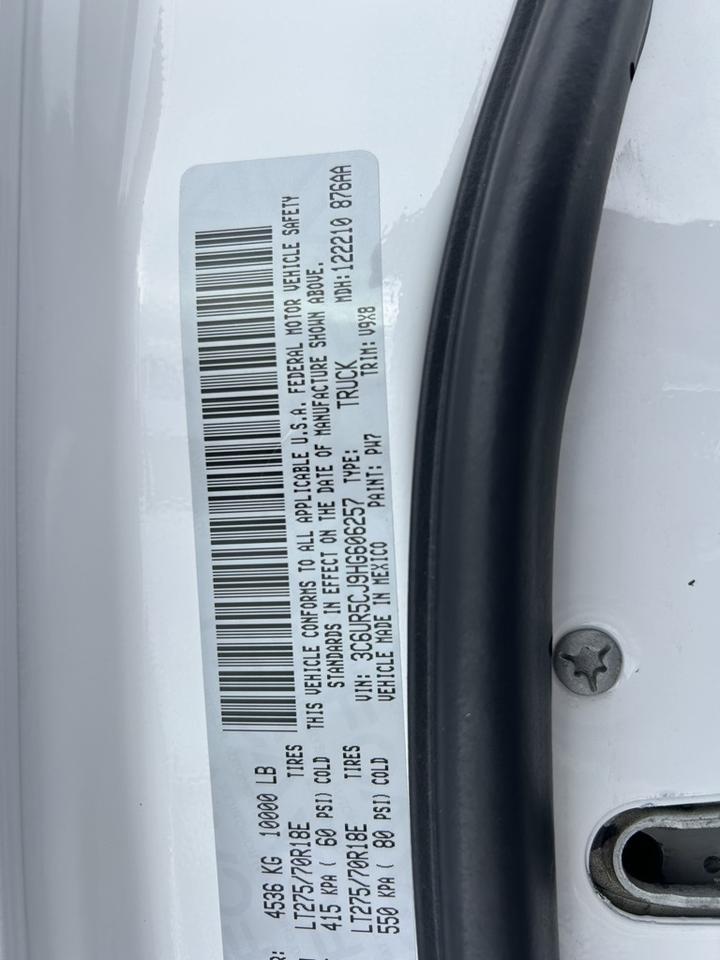 4536 KG 10000 LB
LT275/70R18E TIRES
415 KPA ( 60 PSI) COLD
LT275/70R18E TIRES
550 KPA ( 80 PSI) COLD
THIS VEHICLE CONFORMS TO ALL APPLICABLE U.S.A. FEDERAL MOTOR VEHICLE SAFETY
STANDARDS IN EFFECT ON THE DATE OF MANUFACTURE SHOWN ABOVE.
VIN: 3C6UR5CJ9HG606257 TYPE: TRUCK MDH:122210 876AA
VEHICLE MADE IN MEXICO PAINT: PW7 TRIM: V9X8